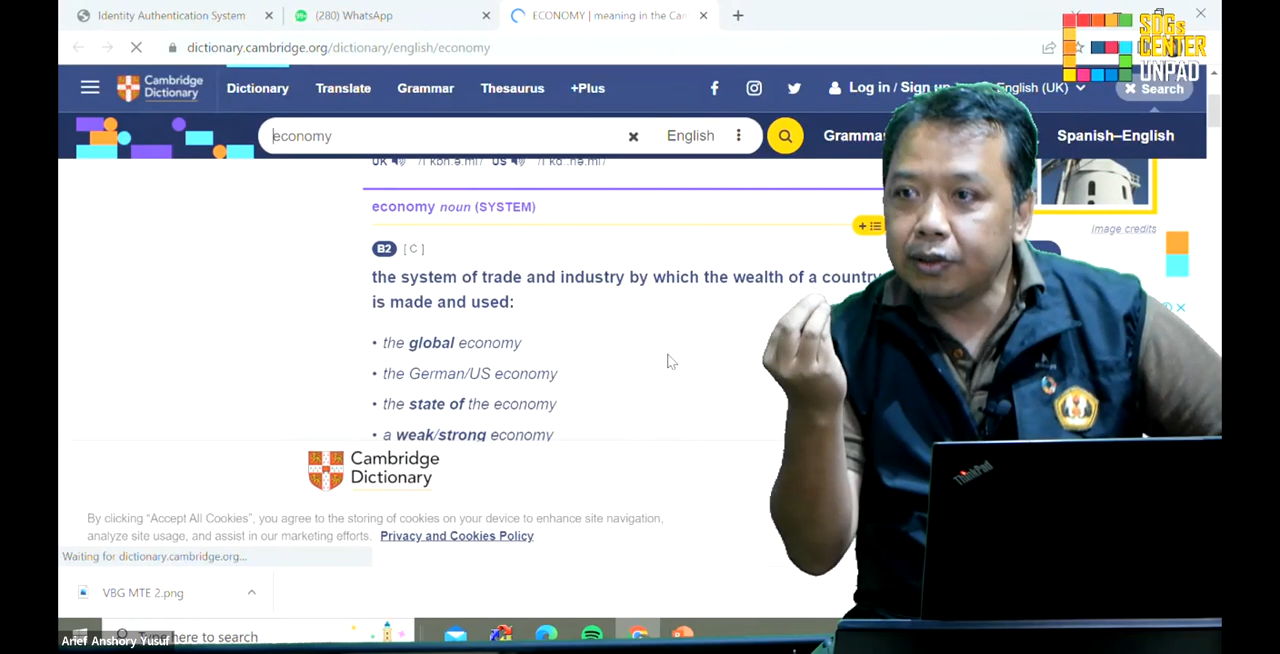 Identity Authentication System
(280) WhatsApp
ECONOMY | meaning in the Can
SDGs
CENTER
UNPAD
dictionary.cambridge.org/dictionary/english/economy
Cambridge
Dictionary
Dictionary
Translate
Grammar
Thesaurus
+Plus
Log in / Sign up
English (UK)
Search
economy
English
Grammar
Spanish–English
UK
US
economy noun (SYSTEM)
Image credits
B2 [ C ]
the system of trade and industry by which the wealth of a country
is made and used:
• the global economy
• the German/US economy
• the state of the economy
• a weak/strong economy
Cambridge
Dictionary
ThinkPad
By clicking “Accept All Cookies”, you agree to the storing of cookies on your device to enhance site navigation,
analyze site usage, and assist in our marketing efforts. Privacy and Cookies Policy
Waiting for dictionary.cambridge.org...
VBG MTE 2.png
Type here to search
Arief Anshory Yusuf